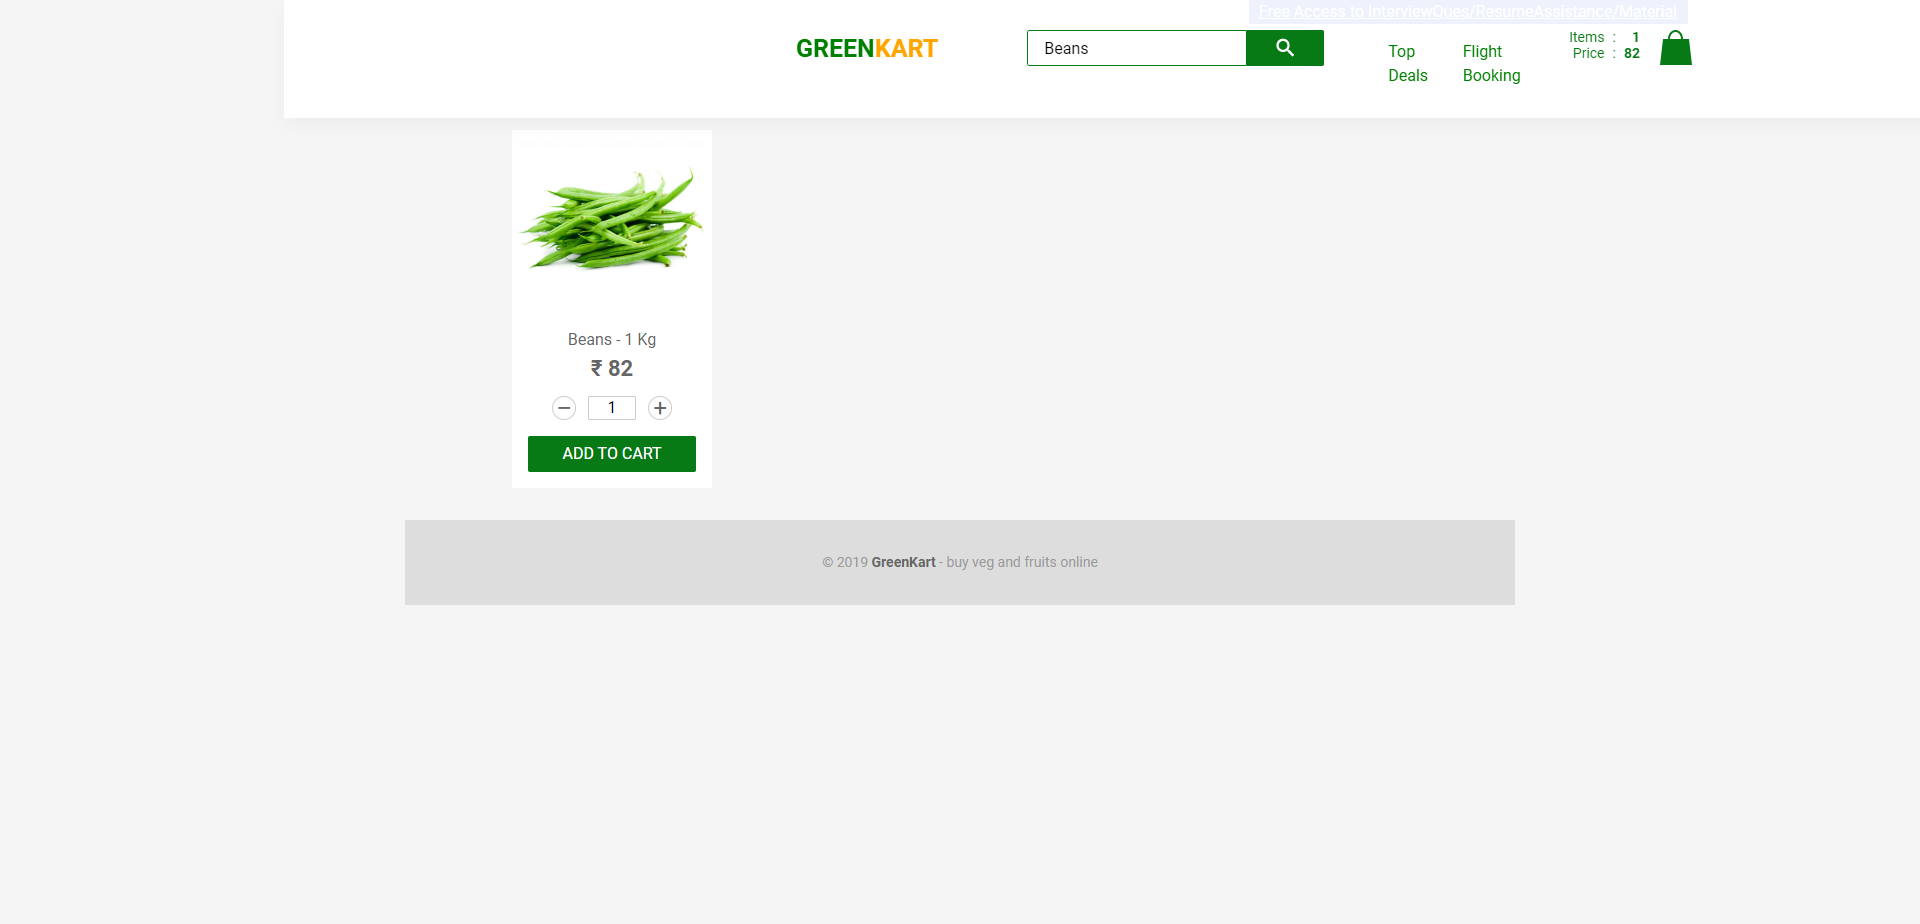 Free Access to InterviewQues/ResumeAssistance/Material
GREENKART
Beans
Top Deals
Flight Booking
Items : 1
Price : 82
Beans - 1 Kg
₹ 82
1
ADD TO CART
© 2019 GreenKart - buy veg and fruits online